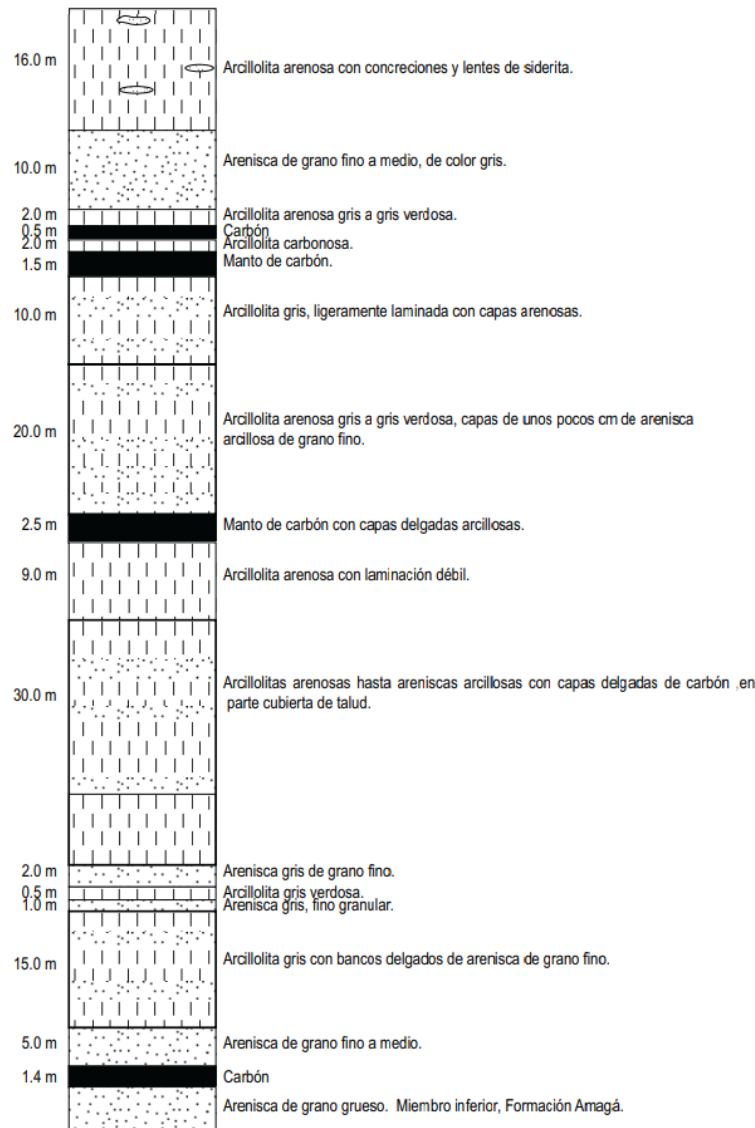 16.0 m Arcillolita arenosa con concreciones y lentes de siderita.
10.0 m Arenisca de grano fino a medio, de color gris.
2.0 m Arcillolita arenosa gris a gris verdosa.
0.5 m Carbón
2.0 m Arcillolita carbonosa.
1.5 m Manto de carbón.
10.0 m Arcillolita gris, ligeramente laminada con capas arenosas.
20.0 m Arcillolita arenosa gris a gris verdosa, capas de unos pocos cm de arenisca
arcillosa de grano fino.
2.5 m Manto de carbón con capas delgadas arcillosas.
9.0 m Arcillolita arenosa con laminación débil.
30.0 m Arcillolitas arenosas hasta areniscas arcillosas con capas delgadas de carbón ,en
parte cubierta de talud.
2.0 m Arenisca gris de grano fino.
0.5 m Arcillolita gris verdosa.
1.0 m Arenisca gris, fino granular.
15.0 m Arcillolita gris con bancos delgados de arenisca de grano fino.
5.0 m Arenisca de grano fino a medio.
1.4 m Carbón
Arenisca de grano grueso. Miembro inferior, Formación Amagá.